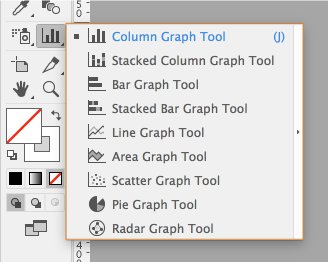 Column Graph Tool (J)
Stacked Column Graph Tool
Bar Graph Tool
Stacked Bar Graph Tool
Line Graph Tool
Area Graph Tool
Scatter Graph Tool
Pie Graph Tool
Radar Graph Tool